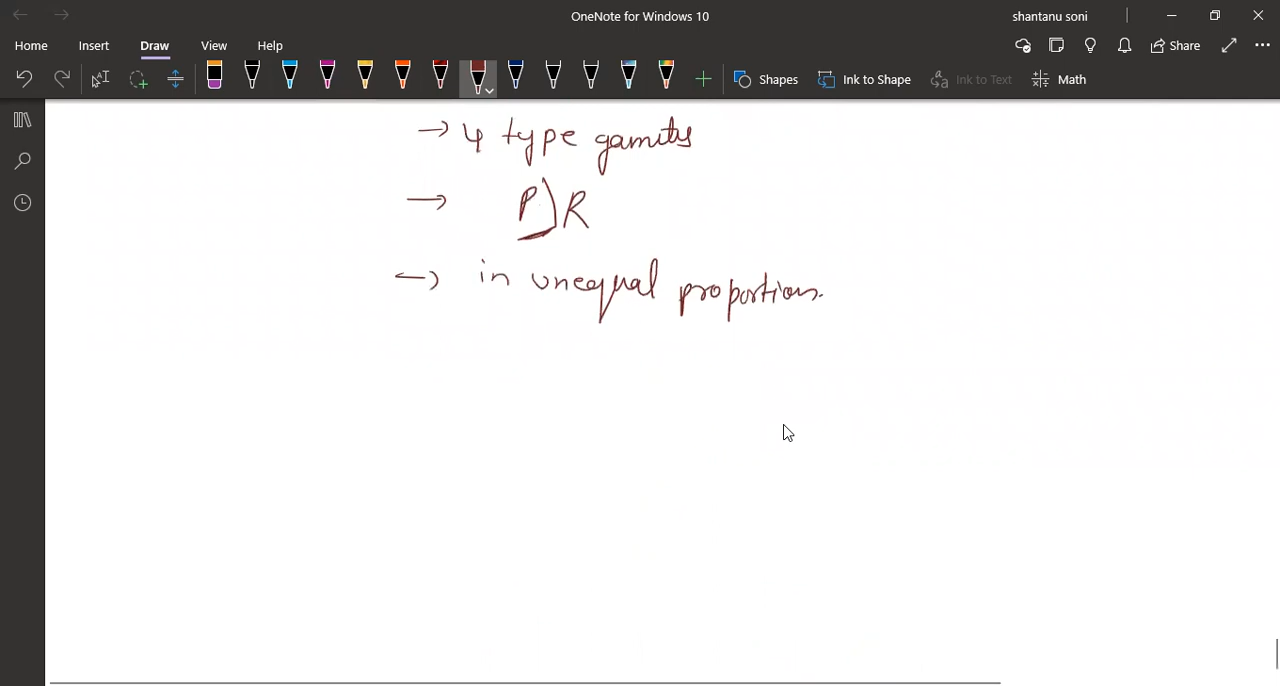 OneNote for Windows 10
shantanu soni
Home Insert Draw View Help
Share
Shapes Ink to Shape Ink to Text Math
→ 4 type gamits
→ P) R
→ in unequal proportions.